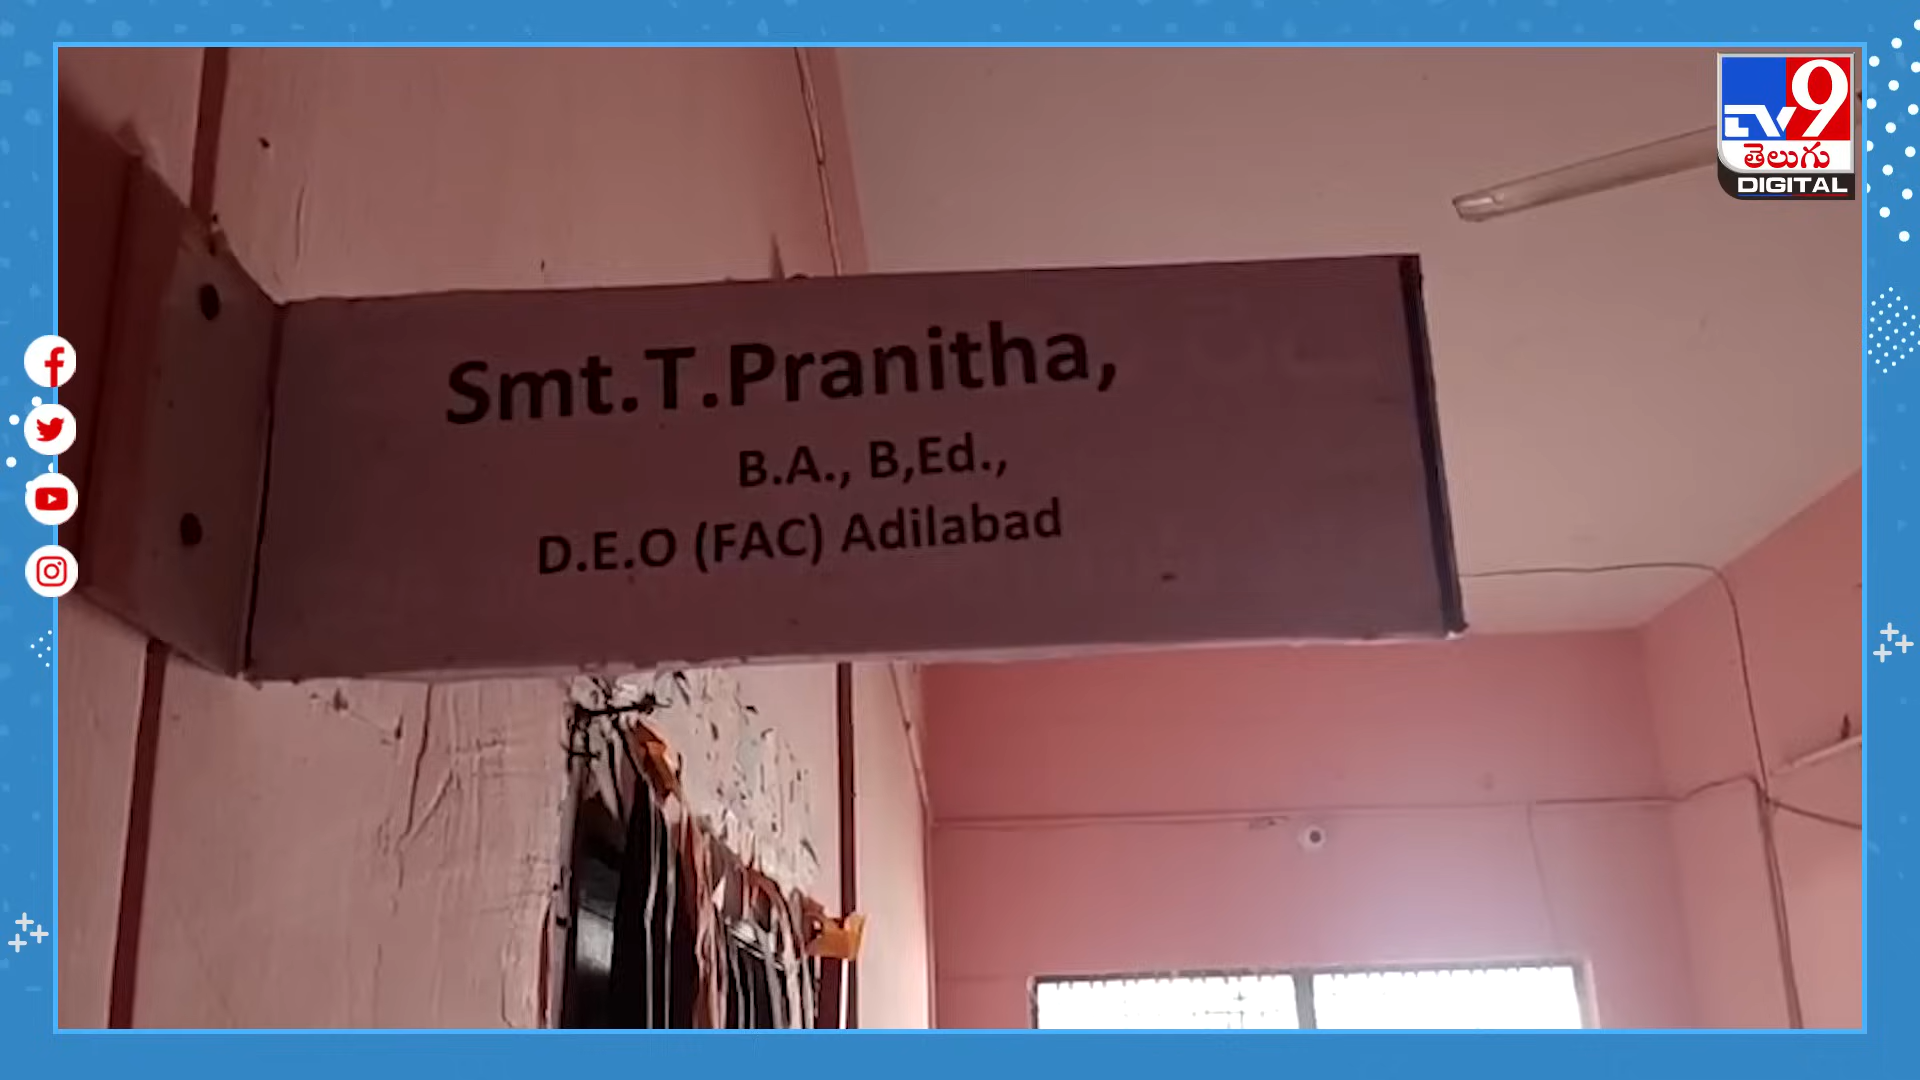 TV9
తెలుగు
DIGITAL
Smt.T.Pranitha,
B.A., B,Ed.,
D.E.O (FAC) Adilabad